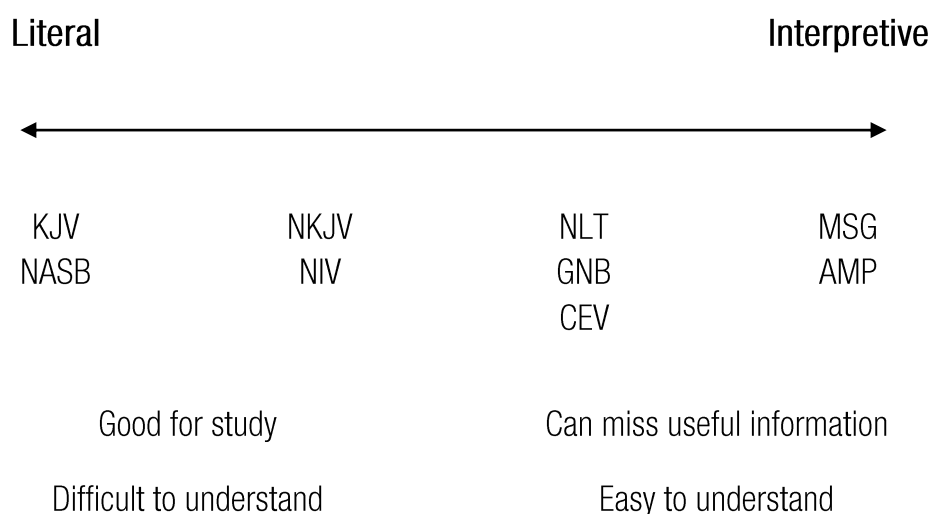 Literal Interpretive
KJV NKJV NLT MSG
NASB NIV GNB AMP
CEV
Good for study Can miss useful information
Difficult to understand Easy to understand